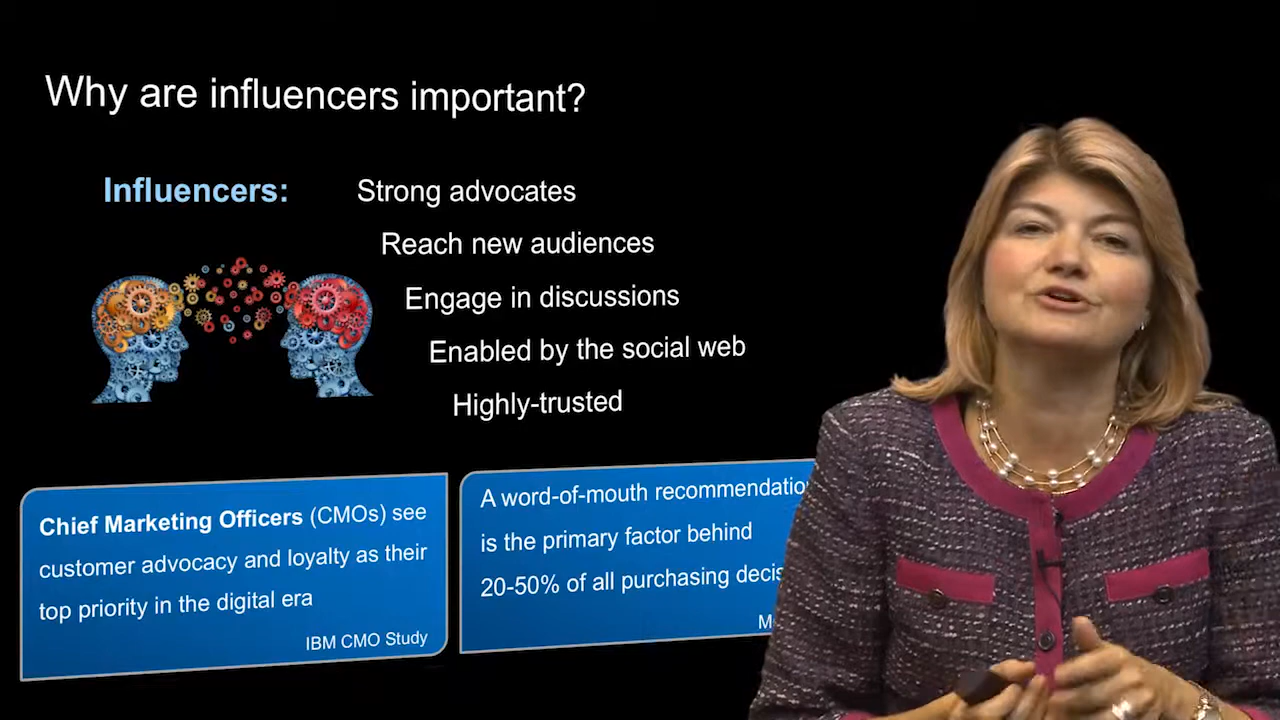 Why are influencers important?
Influencers:
Strong advocates
Reach new audiences
Engage in discussions
Enabled by the social web
Highly-trusted
Chief Marketing Officers (CMOs) see
customer advocacy and loyalty as their
top priority in the digital era
IBM CMO Study
A word-of-mouth
is the primary factor behind
20-50% of all purchasing